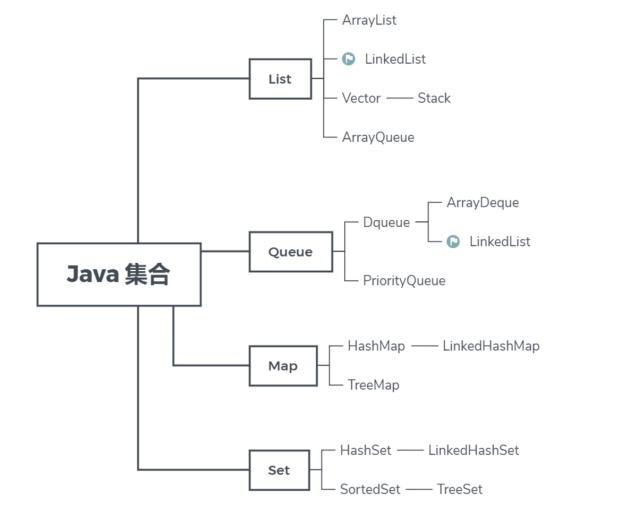 ArrayList
LinkedList
List
Vector
Stack
ArrayQueue
ArrayDeque
Dqueue
LinkedList
Queue
PriorityQueue
Java 集合
HashMap
LinkedHashMap
Map
TreeMap
HashSet
LinkedHashSet
Set
SortedSet
TreeSet